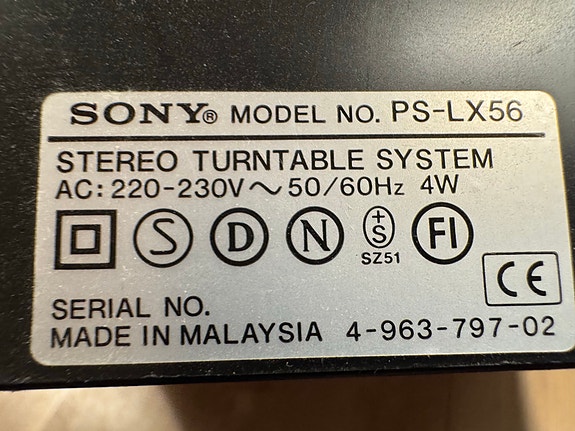 SONY® MODEL NO. PS-LX56
STEREO TURNTABLE SYSTEM
AC: 220-230V ~ 50/60Hz 4W
S D N +S FI
SZ51
CE
SERIAL NO.
MADE IN MALAYSIA 4-963-797-02